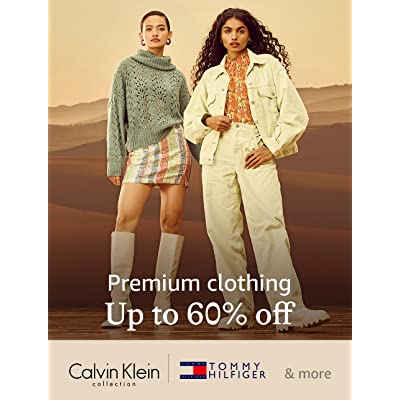 Premium clothing
Up to 60% off
Calvin Klein
collection
TOMMY
HILFIGER
& more